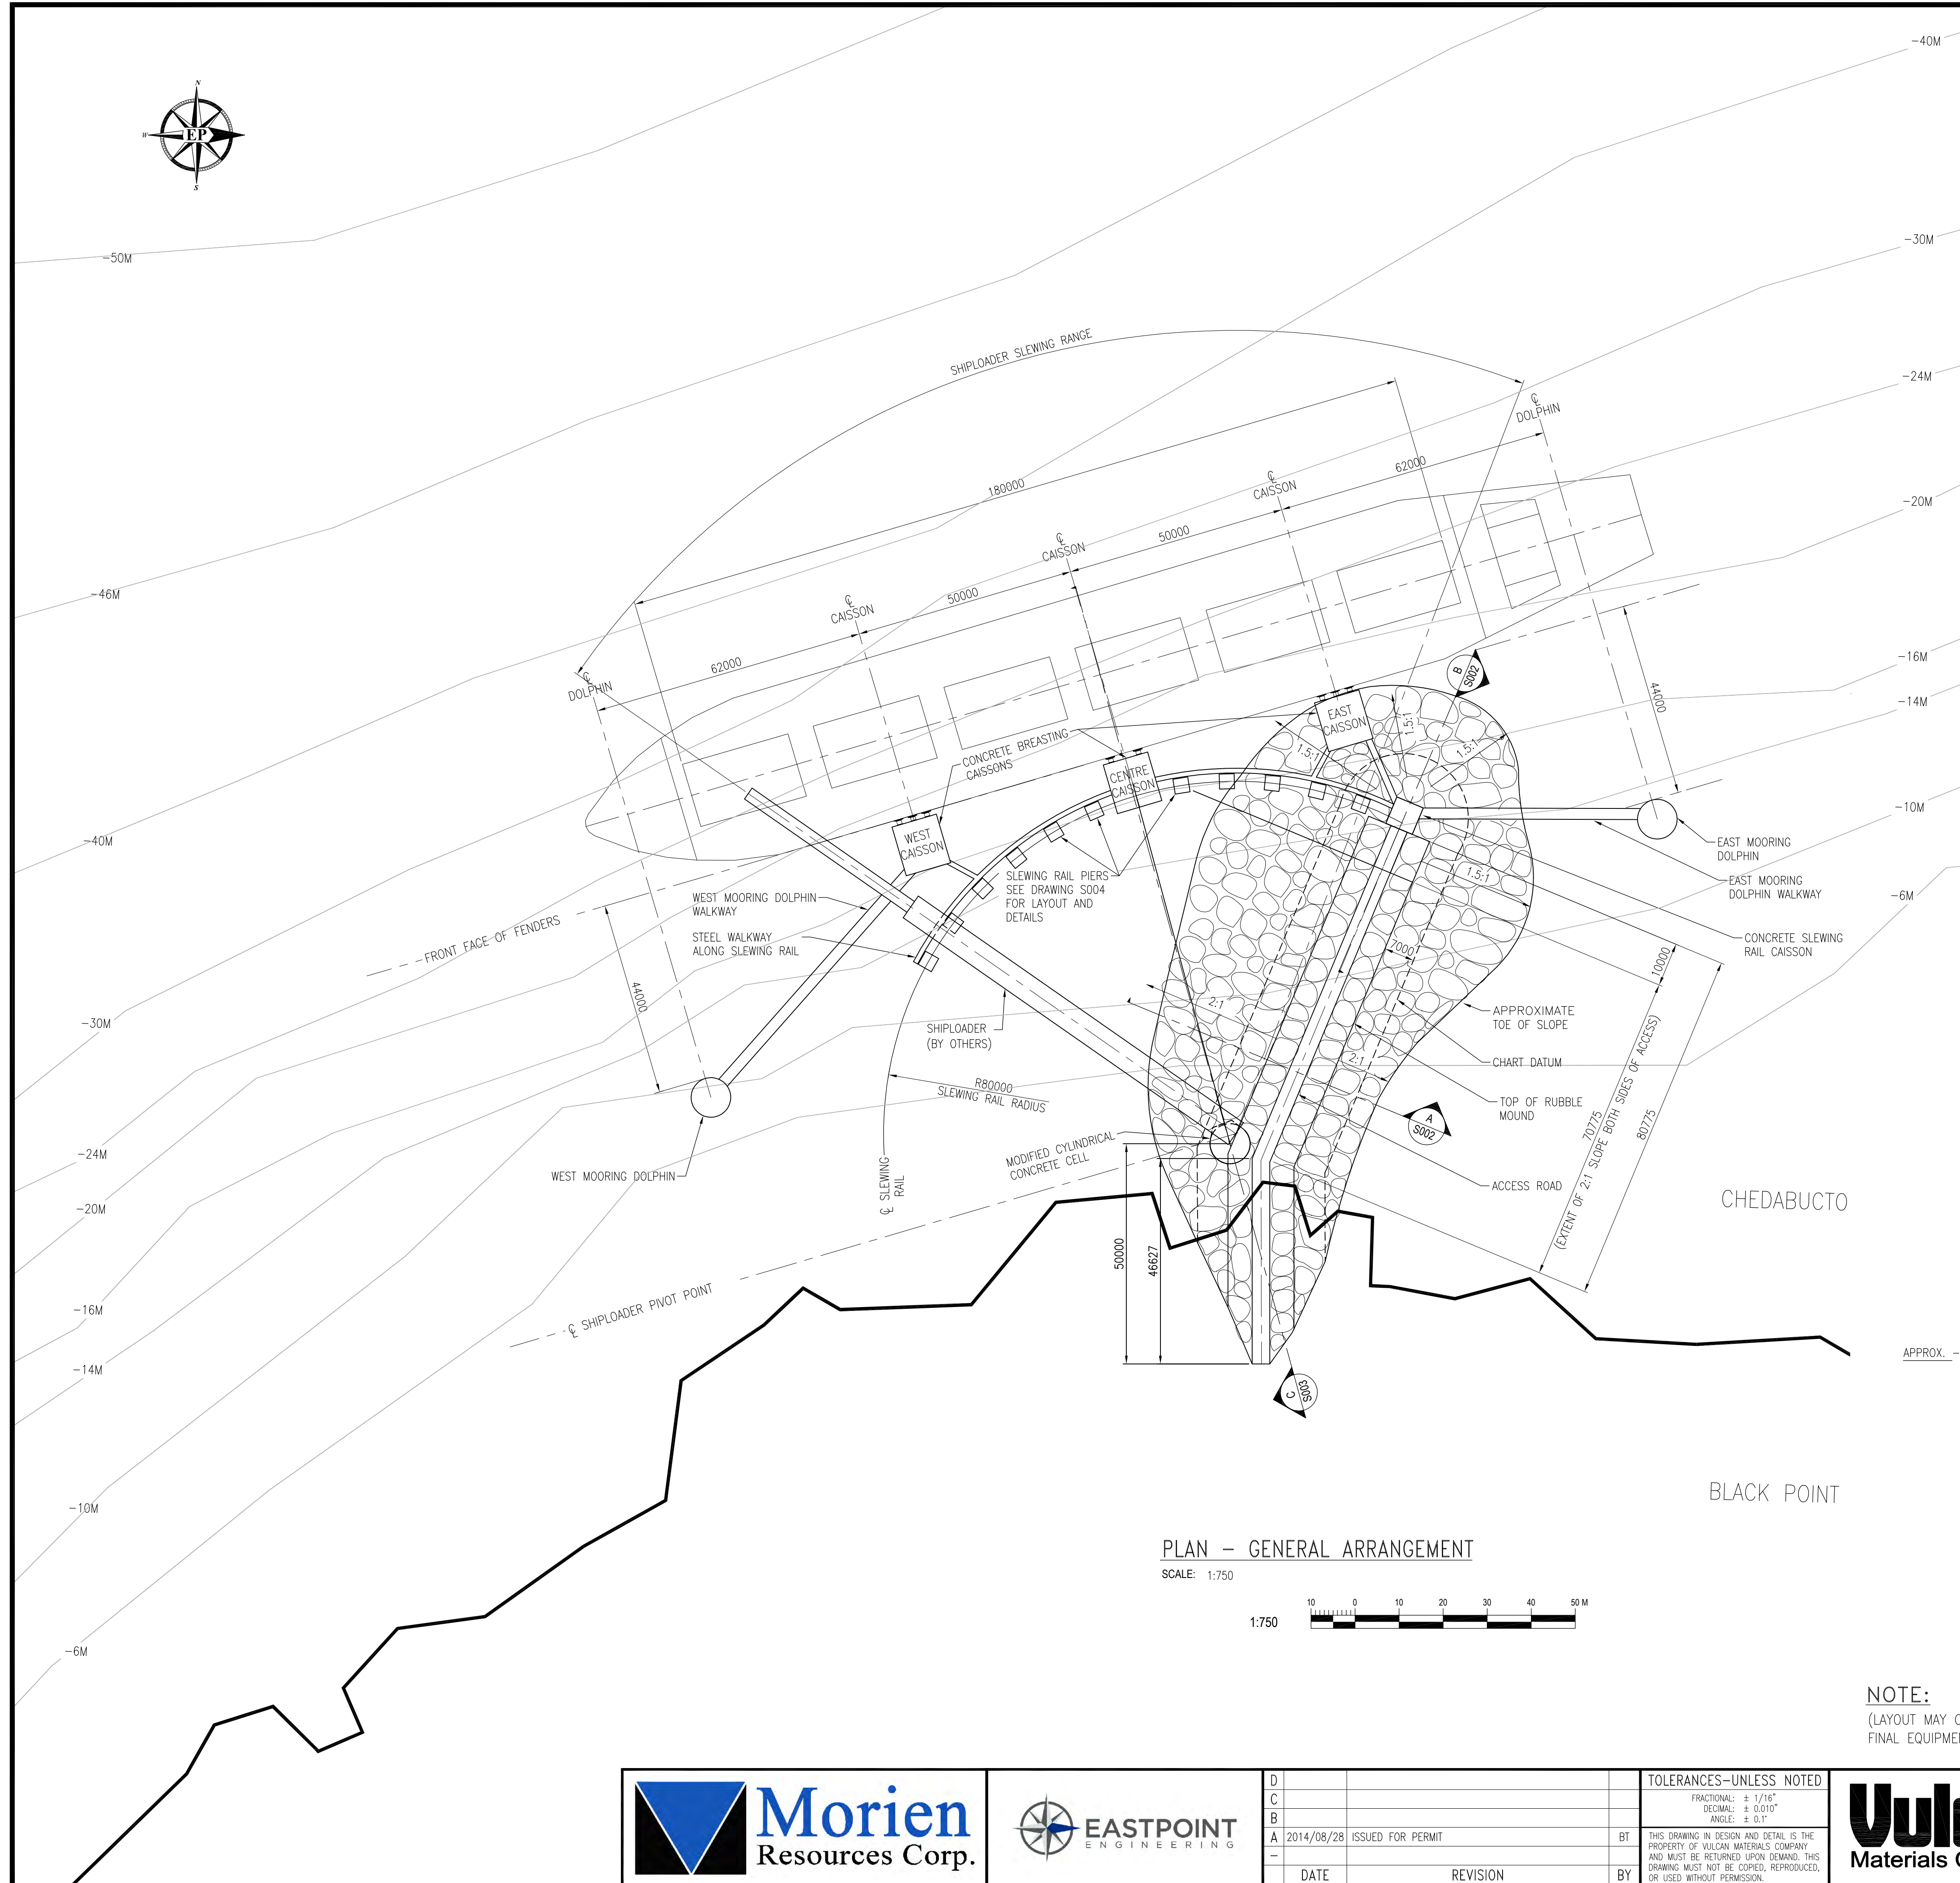 -40M
N
W
EP
S
-30M
-50M
-24M
SHIPLOADER SLEWING RANGE
℄
DOLPHIN
62000
180000
℄
CAISSON
-20M
50000
℄
CAISSON
-46M
50000
℄
CAISSON
62000
℄
DOLPHIN
-16M
B
S002
44000
-14M
EAST
CAISSON
1.5:1
1.5:1
1.5:1
CONCRETE BREASTING
CAISSONS
CENTRE
CAISSON
-10M
WEST
CAISSON
-40M
EAST MOORING
DOLPHIN
1.5:1
EAST MOORING
DOLPHIN WALKWAY
SLEWING RAIL PIERS
SEE DRAWING S004
FOR LAYOUT AND
DETAILS
-6M
WEST MOORING DOLPHIN
WALKWAY
STEEL WALKWAY
ALONG SLEWING RAIL
FRONT FACE OF FENDERS
CONCRETE SLEWING
RAIL CAISSON
7000
10000
44000
2:1
APPROXIMATE
TOE OF SLOPE
-30M
SHIPLOADER
(BY OTHERS)
2:1
CHART DATUM
R80000
SLEWING RAIL RADIUS
TOP OF RUBBLE
MOUND
A
S002
70775
(EXTENT OF 2:1 SLOPE BOTH SIDES OF ACCESS)
80775
-24M
MODIFIED CYLINDRICAL
CONCRETE CELL
WEST MOORING DOLPHIN
℄ SLEWING
RAIL
ACCESS ROAD
CHEDABUCTO
-20M
50000
46627
℄ SHIPLOADER PIVOT POINT
-16M
APPROX. -
-14M
C
S003
BLACK POINT
-10M
PLAN - GENERAL ARRANGEMENT
SCALE: 1:750
1:750
10 0 10 20 30 40 50 M
-6M
NOTE:
(LAYOUT MAY
FINAL
Morien
Resources Corp.
EASTPOINT
ENGINEERING
D
C
B
A 2014/08/28 ISSUED FOR PERMIT BT
-
DATE REVISION BY
TOLERANCES-UNLESS NOTED
FRACTIONAL: ± 1/16"
DECIMAL: ± 0.010"
ANGLE: ± 0.1°
THIS DRAWING IN DESIGN AND DETAIL IS THE
PROPERTY OF VULCAN MATERIALS COMPANY
AND MUST BE RETURNED UPON DEMAND. THIS
DRAWING MUST NOT BE COPIED, REPRODUCED,
OR USED WITHOUT PERMISSION.
Materials